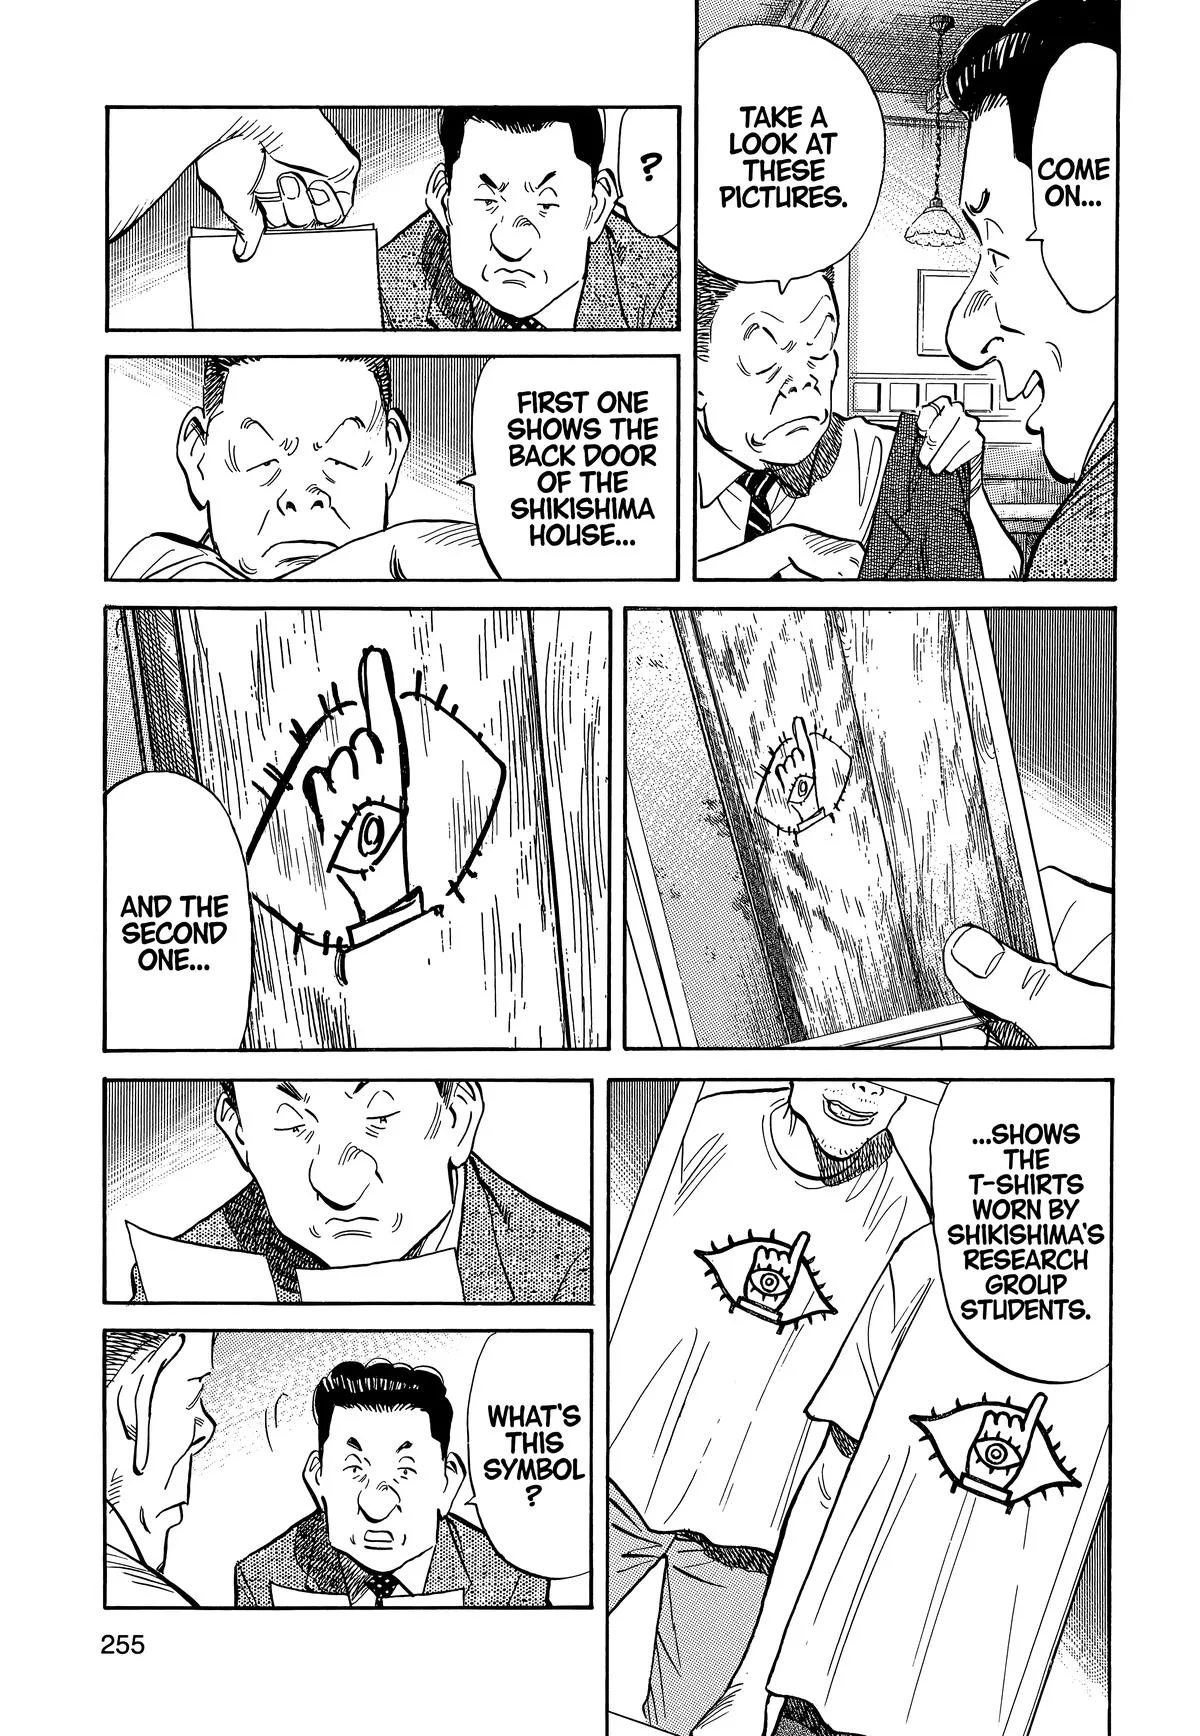 COME
ON...
TAKE A
LOOK AT
THESE
PICTURES.
?
FIRST ONE
SHOWS THE
BACK DOOR
OF THE
SHIKISHIMA
HOUSE...
AND THE
SECOND
ONE...
...SHOWS
THE
T-SHIRTS
WORN BY
SHIKISHIMA'S
RESEARCH
GROUP
STUDENTS.
WHAT'S
THIS
SYMBOL
?
255